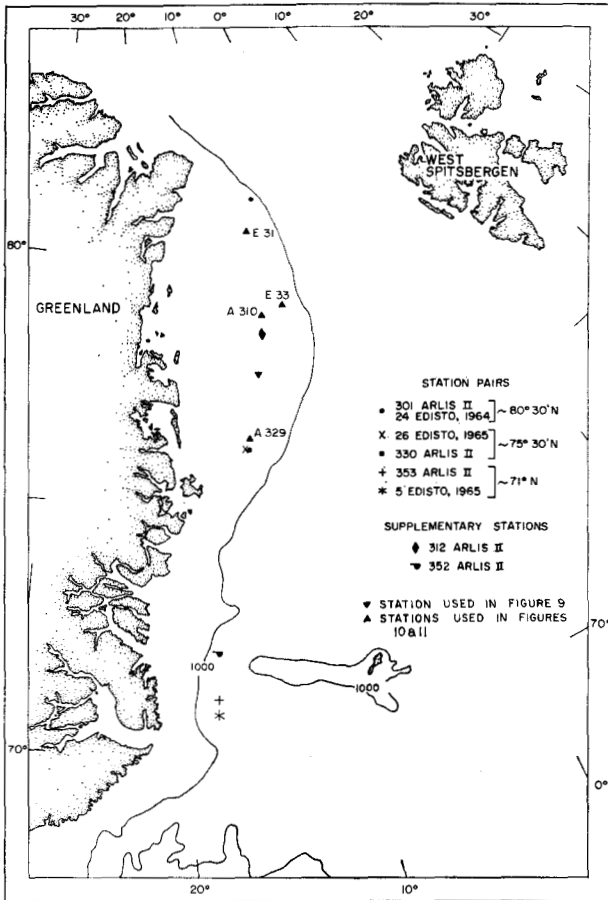 30° 20° 10° 0° 10° 20° 30° 40°
WEST
SPITSBERGEN
80°
E 31
GREENLAND
E 33
A 310
STATION PAIRS
• 301 ARLIS II
24 EDISTO, 1964 ~ 80° 30'N
A 329
X 26 EDISTO, 1965
330 ARLIS II ~ 75° 30'N
+ 353 ARLIS II
* 5 EDISTO, 1965 ~ 71° N
SUPPLEMENTARY STATIONS
♦ 312 ARLIS II
352 ARLIS II
▼ STATION USED IN FIGURE 9
▲ STATIONS USED IN FIGURES
10 & 11
70°
1000
1000
70°
0°
20° 10°